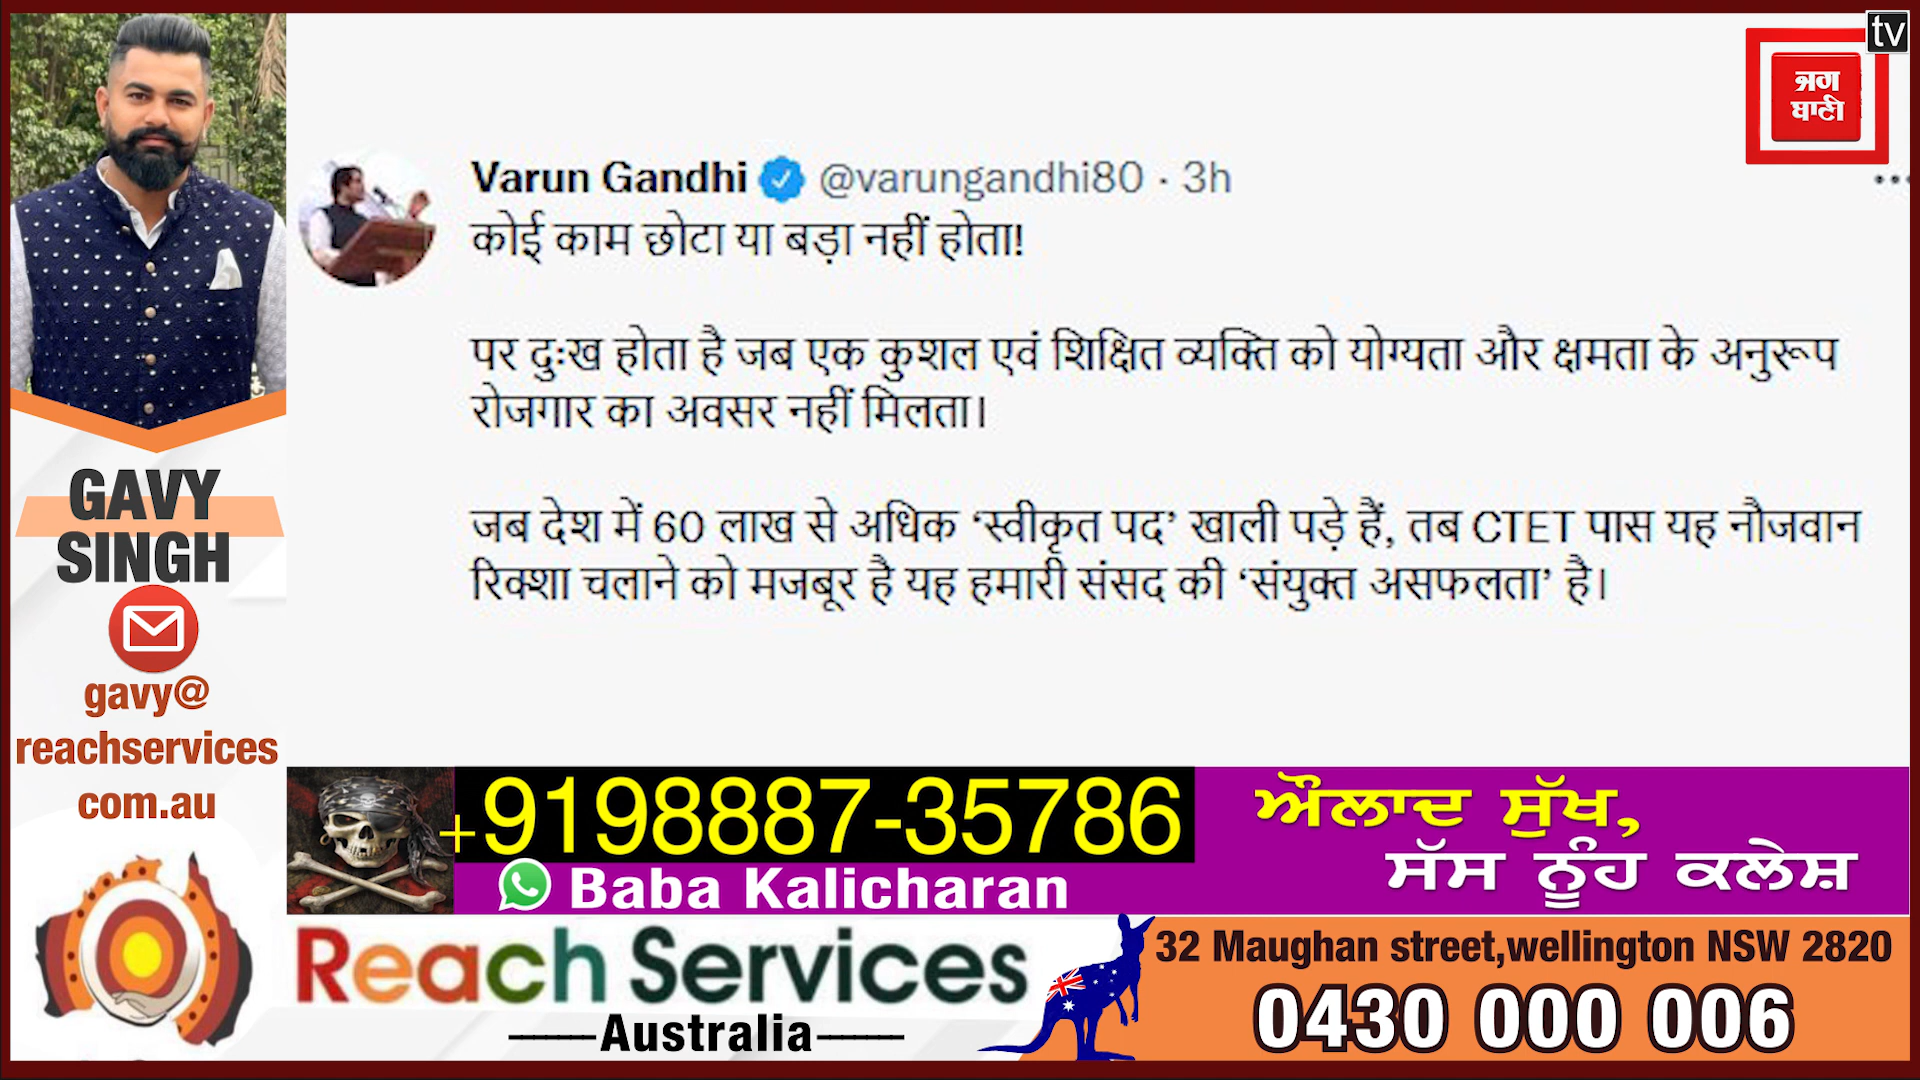 tv
ਜਗ
ਬਾਣੀ
Varun Gandhi @varungandhi80 · 3h
कोई काम छोटा या बड़ा नहीं होता!
पर दुःख होता है जब एक कुशल एवं शिक्षित व्यक्ति को योग्यता और क्षमता के अनुरूप
रोजगार का अवसर नहीं मिलता।
जब देश में 60 लाख से अधिक ‘स्वीकृत पद’ खाली पड़े हैं, तब CTET पास यह नौजवान
रिक्शा चलाने को मजबूर है यह हमारी संसद की ‘संयुक्त असफलता’ है।
GAVY
SINGH
gavy@
reachservices
com.au
+9198887-35786
Baba Kalicharan
ਔਲਾਦ ਸੁੱਖ,
ਸੱਸ ਨੂੰਹ ਕਲੇਸ਼
Reach Services
Australia
32 Maughan street,wellington NSW 2820
0430 000 006